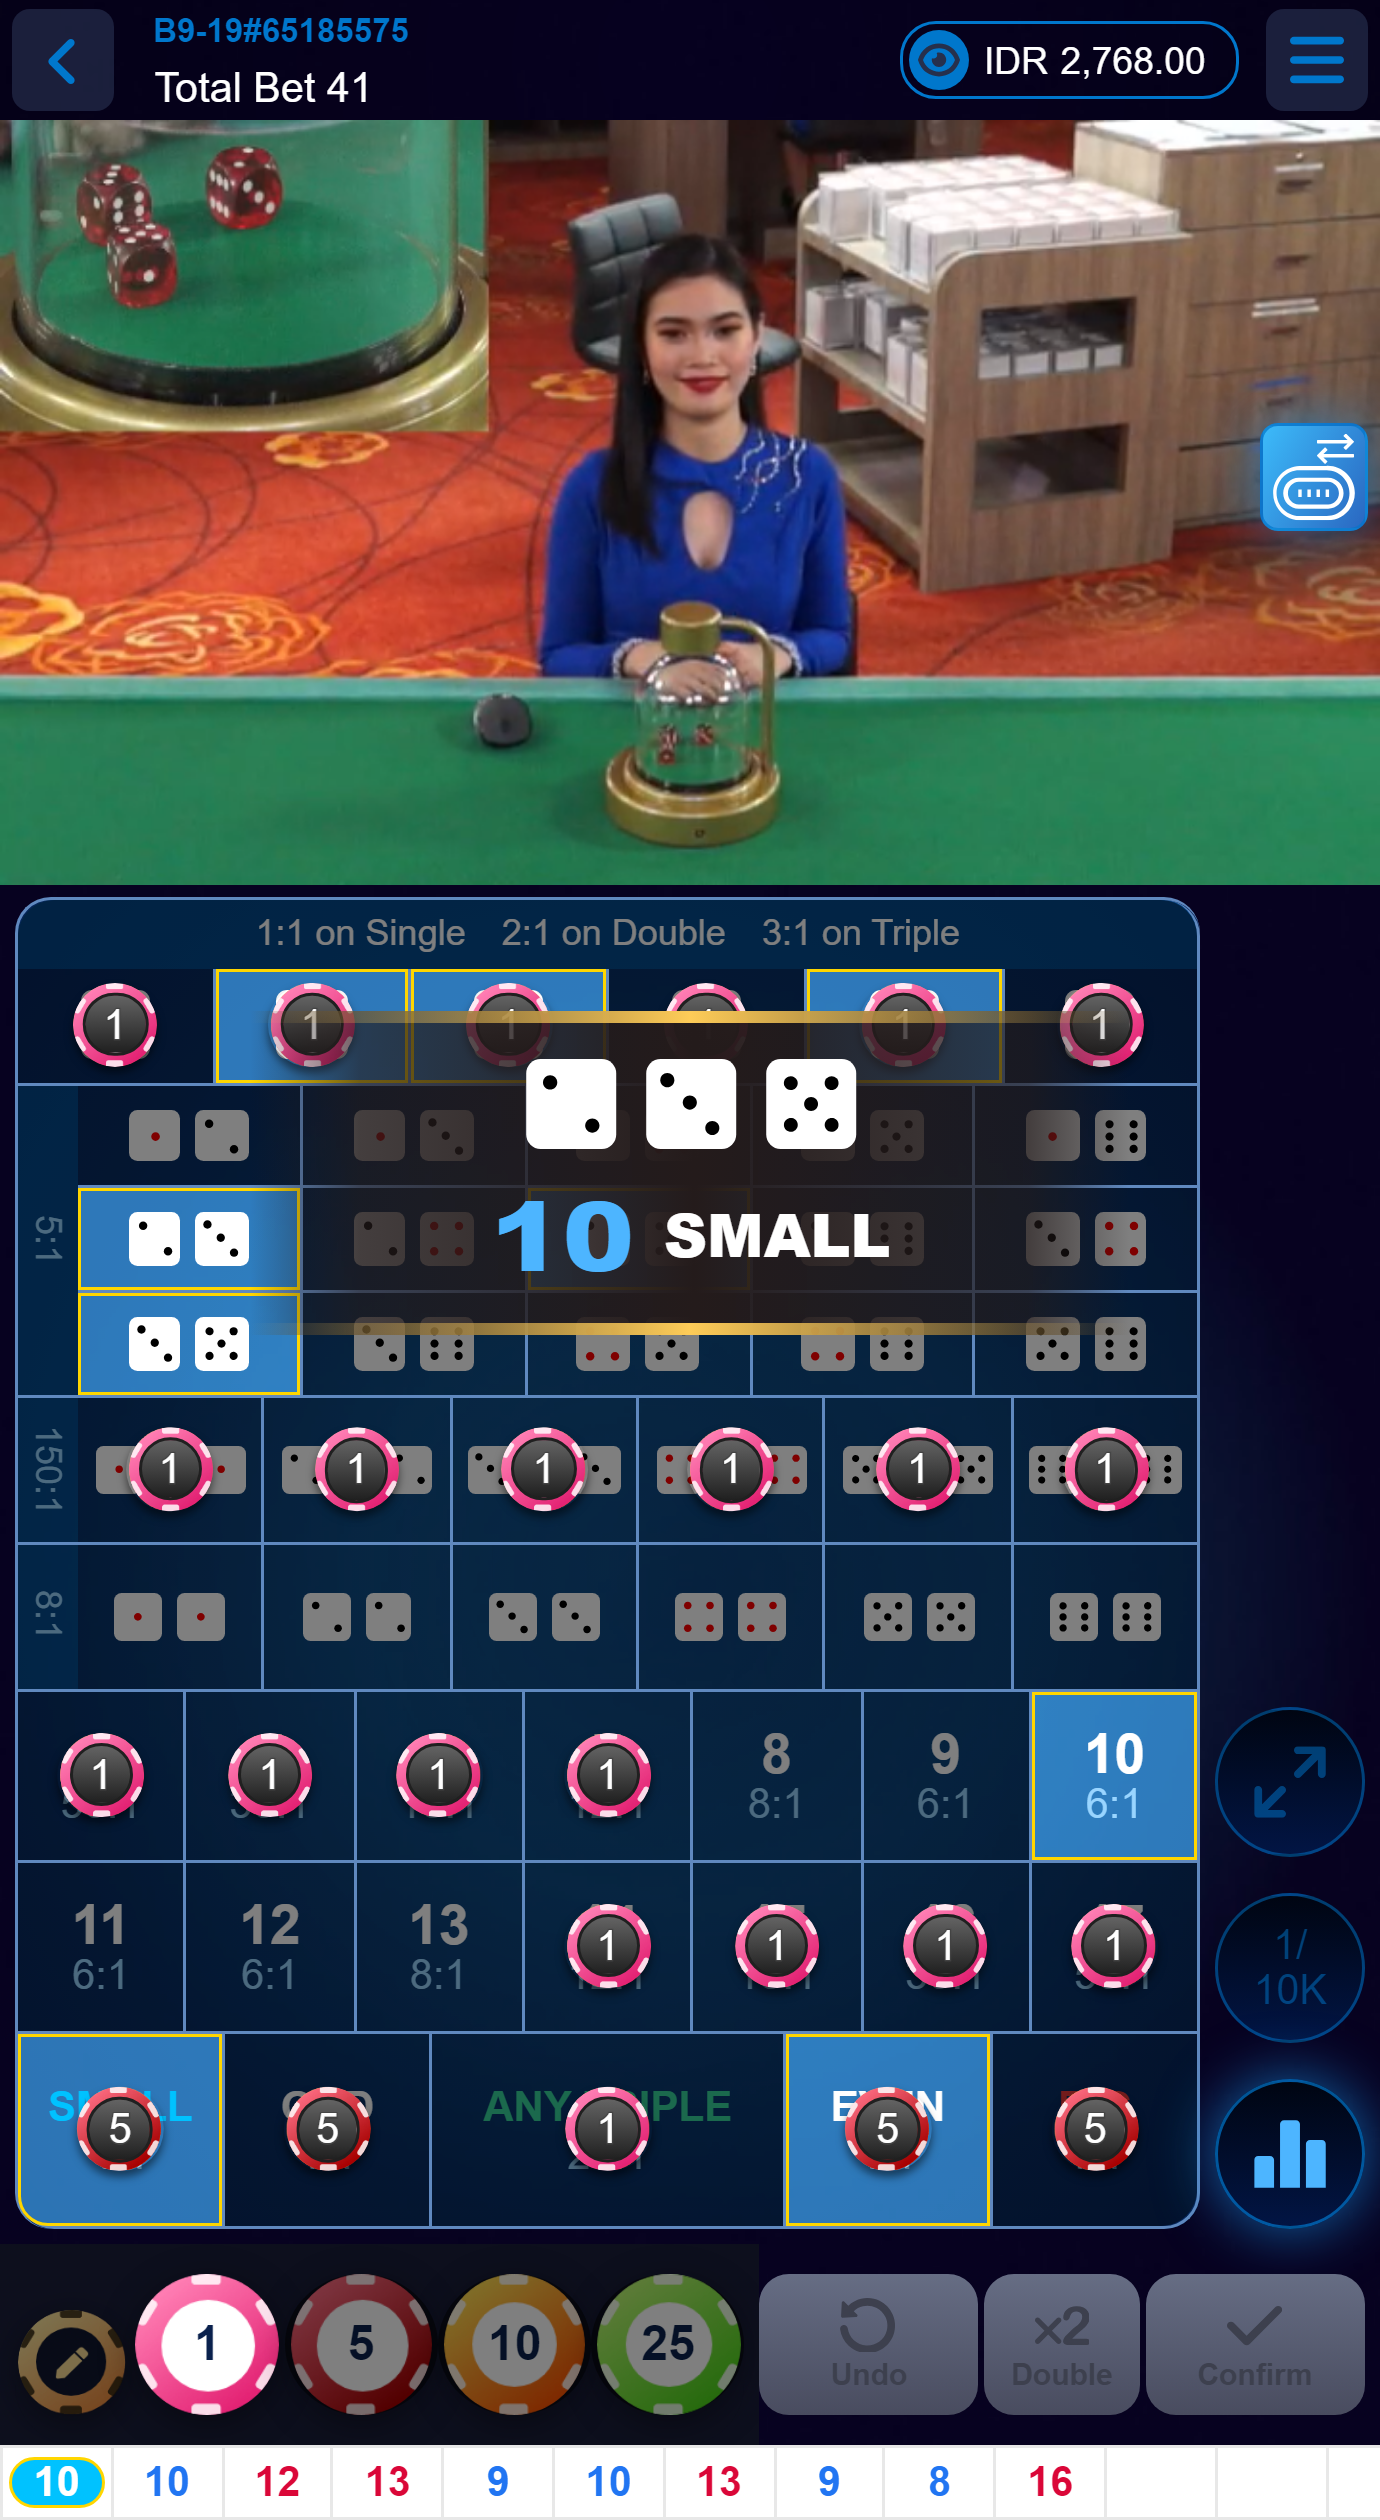 B9-19#65185575
Total Bet 41
IDR 2,768.00
1:1 on Single 2:1 on Double 3:1 on Triple
1 1 1 1 1 1
10 SMALL
5:1
150:1
1 1 1 1 1 1
8:1
1 1 1 1 8 9 10
8:1 6:1 6:1
11 12 13 1 1 1 1
6:1 6:1 8:1
1/
10K
5 5 ANY 1 5 5
1 5 10 25
Undo
x2
Double
Confirm
10 10 12 13 9 10 13 9 8 16